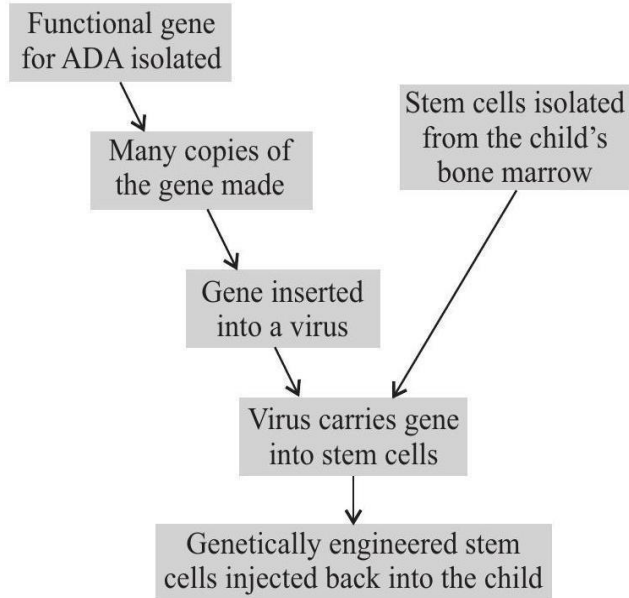 Functional gene
for ADA isolated
Stem cells isolated
from the child's
bone marrow
Many copies of
the gene made
Gene inserted
into a virus
Virus carries gene
into stem cells
Genetically engineered stem
cells injected back into the child